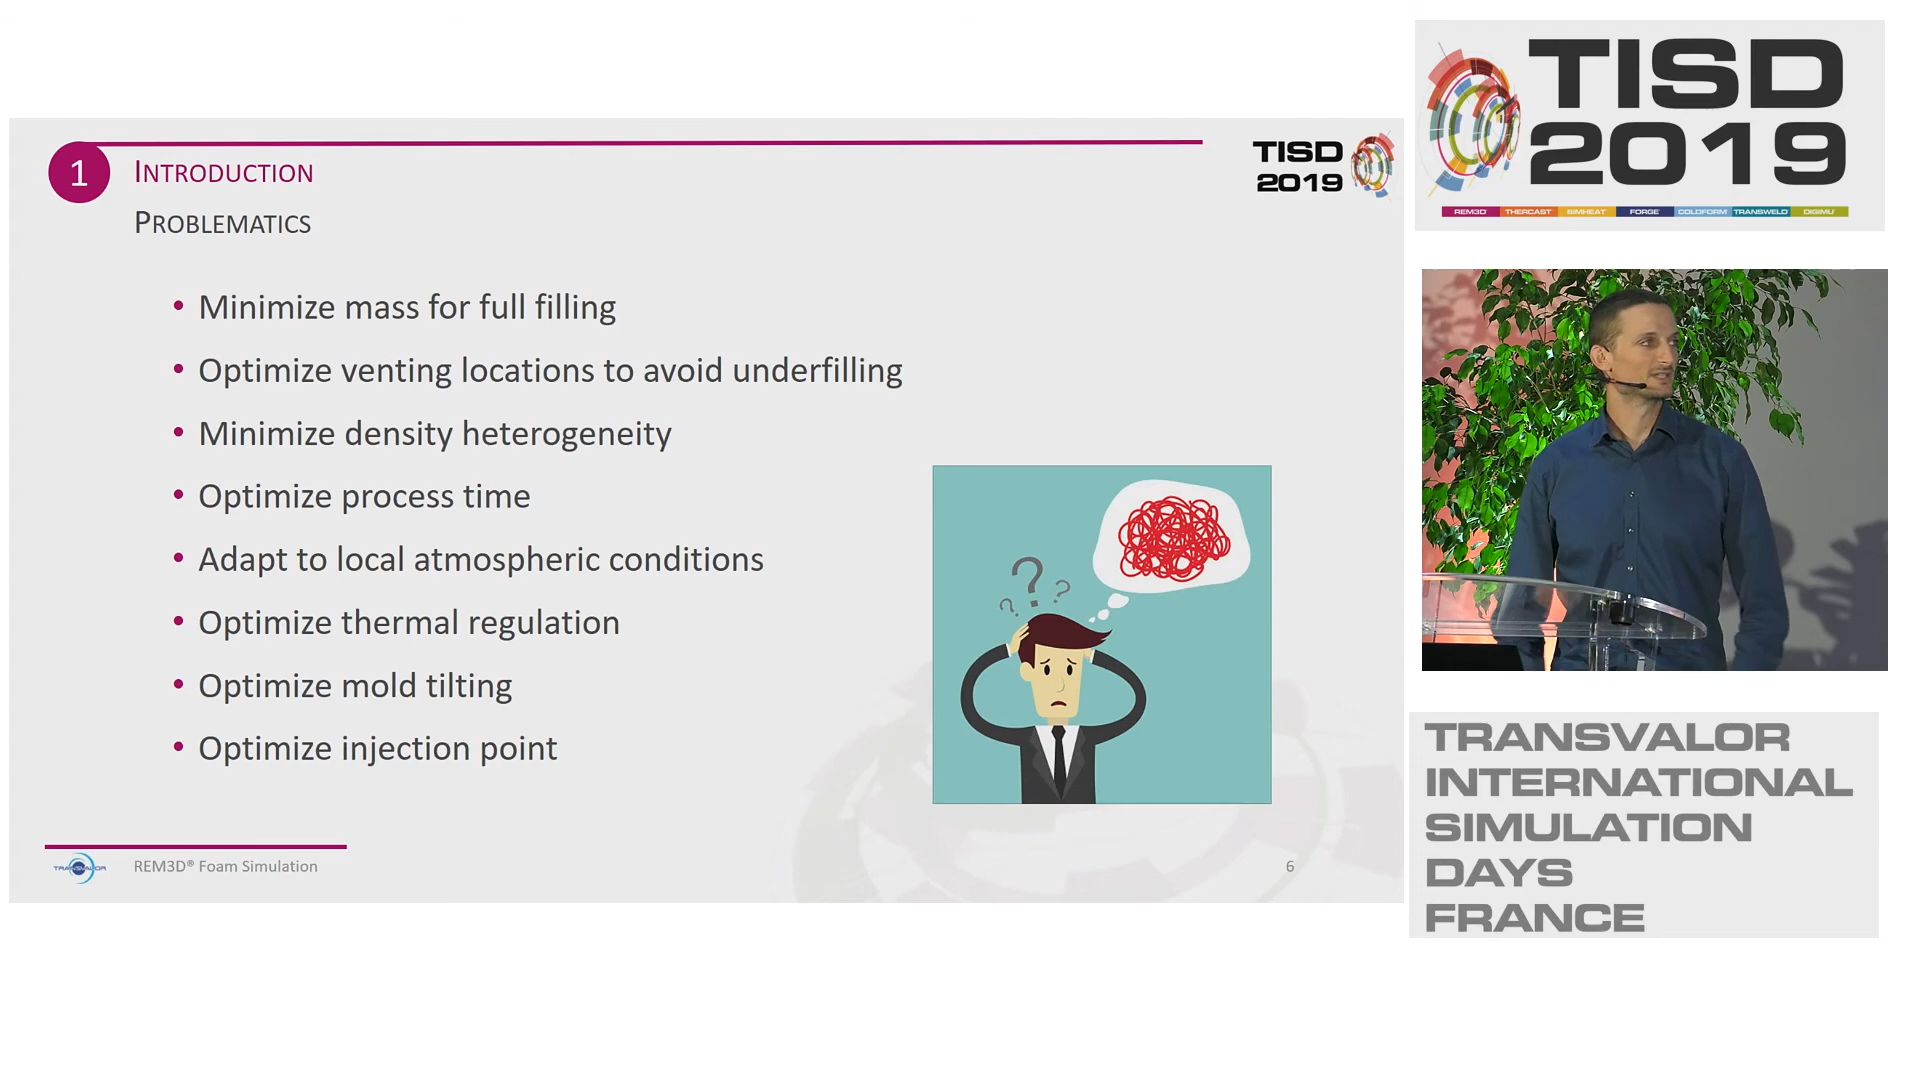 1
INTRODUCTION
PROBLEMATICS
TISD
2019
• Minimize mass for full filling
• Optimize venting locations to avoid underfilling
• Minimize density heterogeneity
• Optimize process time
• Adapt to local atmospheric conditions
• Optimize thermal regulation
• Optimize mold tilting
• Optimize injection point
? ? ?
TRANSVALOR
REM3D® Foam Simulation
6
TISD
2019
REM3D® THERCAST® SIMHEAT® FORGE® COLDFORM® TRANSWELD® DIGIMU®
TRANSVALOR
INTERNATIONAL
SIMULATION
DAYS
FRANCE